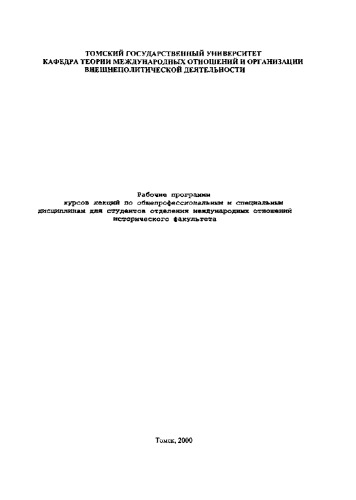 ТОМСКИЙ ГОСУДАРСТВЕННЫЙ УНИВЕРСИТЕТ
КАФЕДРА ТЕОРИИ МЕЖДУНАРОДНЫХ ОТНОШЕНИЙ И ОРГАНИЗАЦИИ
ВНЕШНЕПОЛИТИЧЕСКОЙ ДЕЯТЕЛЬНОСТИ
Рабочие программы
курсов лекций по общепрофессиональным и специальным
дисциплинам для студентов отделения международных отношений
исторического факультета
Томск, 2000